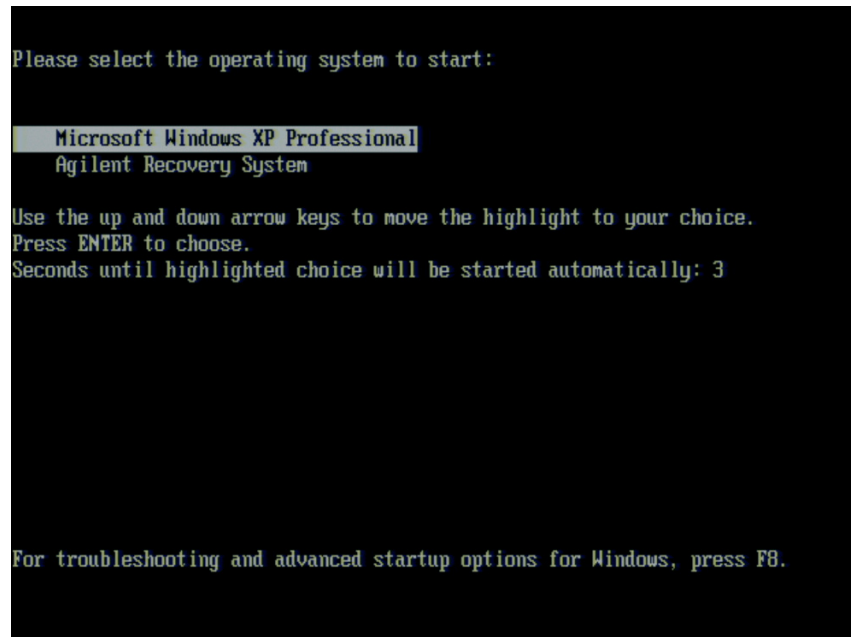 Please select the operating system to start:
Microsoft Windows XP Professional
Agilent Recovery System
Use the up and down arrow keys to move the highlight to your choice.
Press ENTER to choose.
Seconds until highlighted choice will be started automatically: 3
For troubleshooting and advanced startup options for Windows, press F8.